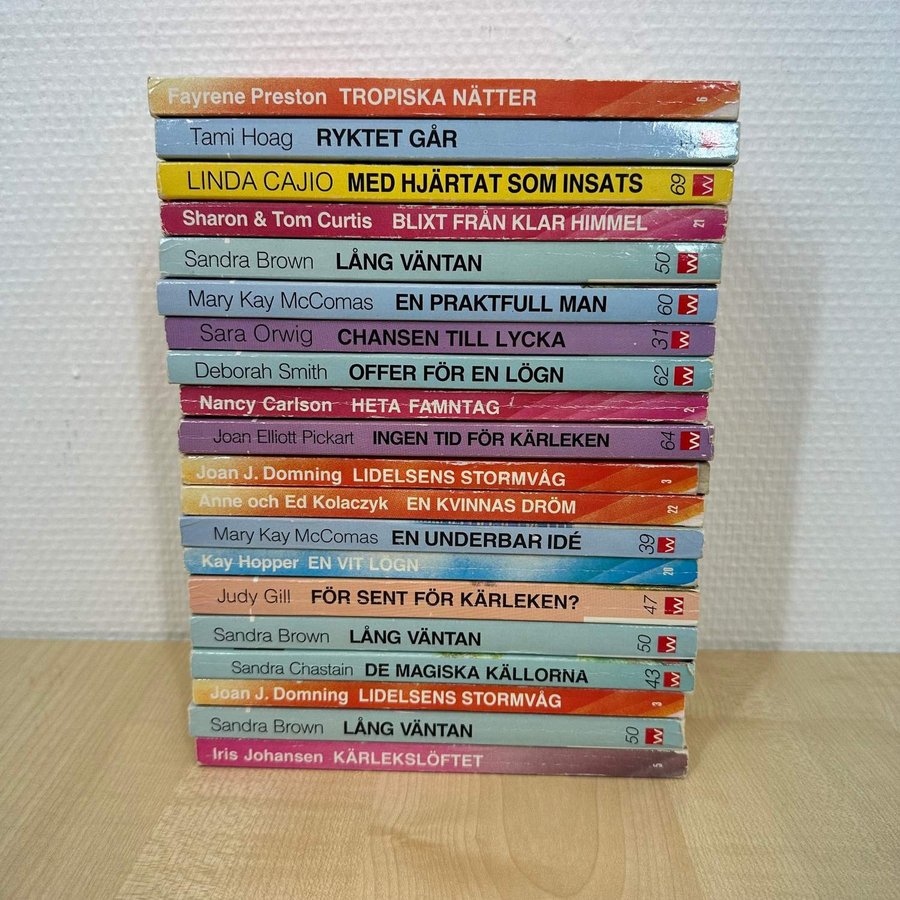 Fayrene Preston TROPISKA NÄTTER 6
Tami Hoag RYKTET GÅR
LINDA CAJIO MED HJÄRTAT SOM INSATS 69 W
Sharon & Tom Curtis BLIXT FRÅN KLAR HIMMEL 21
Sandra Brown LÅNG VÄNTAN 50 W
Mary Kay McComas EN PRAKTFULL MAN 60 W
Sara Orwig CHANSEN TILL LYCKA 31 W
Deborah Smith OFFER FÖR EN LÖGN 62 W
Nancy Carlson HETA FAMNTAG 2
Joan Elliott Pickart INGEN TID FÖR KÄRLEKEN 64 W
Joan J. Domning LIDELSENS STORMVÅG 3
Anne och Ed Kolaczyk EN KVINNAS DRÖM 22
Mary Kay McComas EN UNDERBAR IDÉ 39 W
Kay Hopper EN VIT LÖGN 20
Judy Gill FÖR SENT FÖR KÄRLEKEN? 47 W
Sandra Brown LÅNG VÄNTAN 50 W
Sandra Chastain DE MAGISKA KÄLLORNA 43 W
Joan J. Domning LIDELSENS STORMVÅG 3
Sandra Brown LÅNG VÄNTAN 50 W
Iris Johansen KÄRLEKSLÖFTET 5